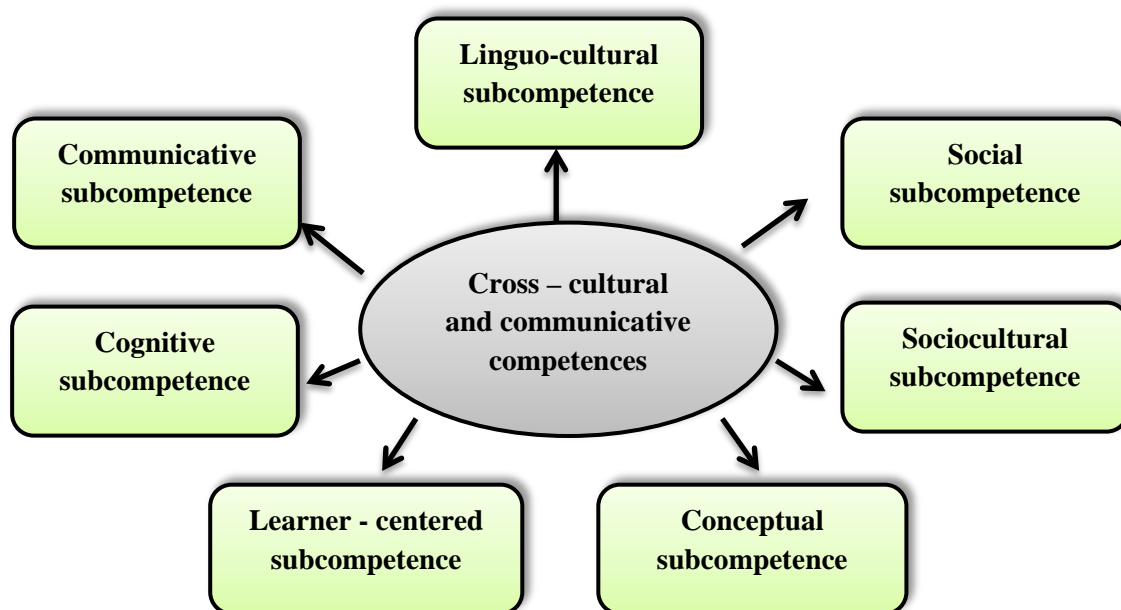 Linguo-cultural
subcompetence
Communicative
subcompetence
Social
subcompetence
Cross – cultural
and communicative
competences
Cognitive
subcompetence
Sociocultural
subcompetence
Learner - centered
subcompetence
Conceptual
subcompetence